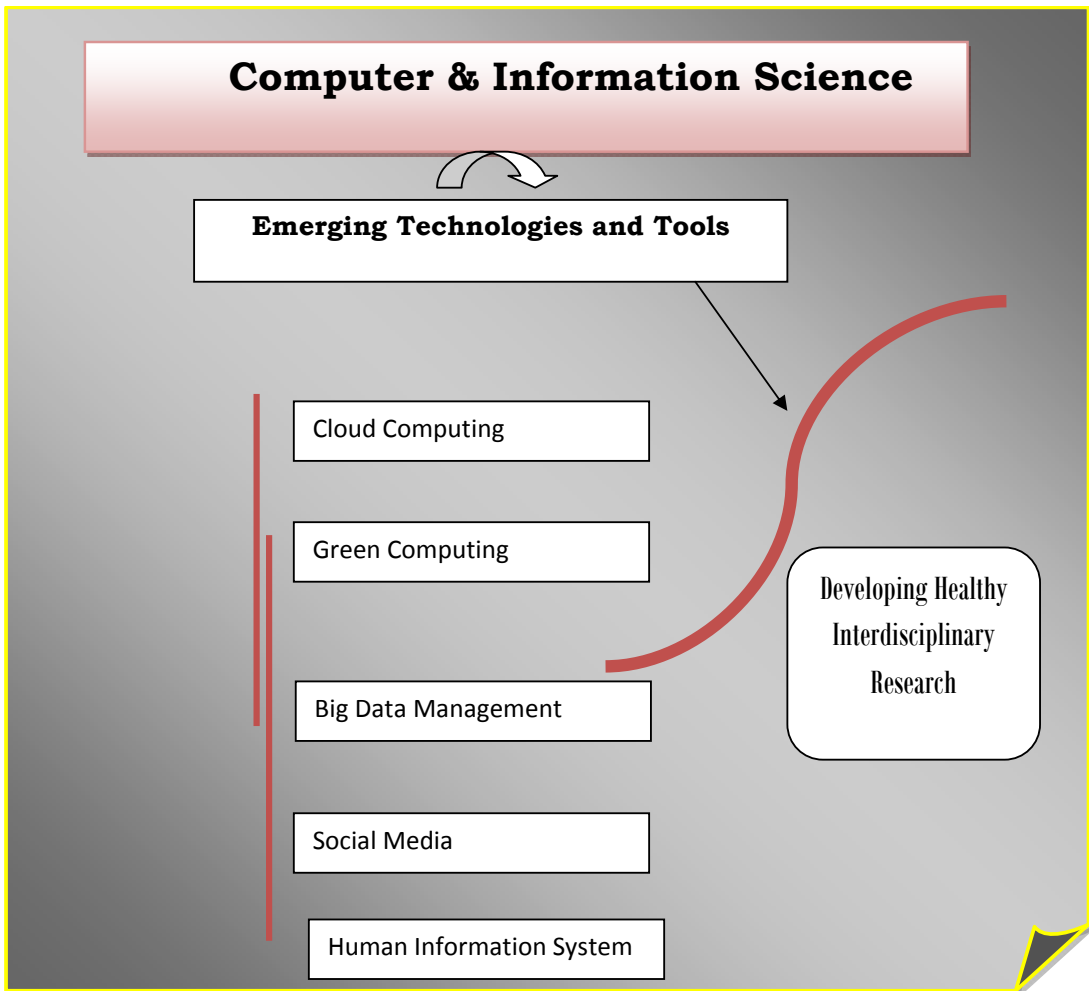 Computer & Information Science
Emerging Technologies and Tools
Cloud Computing
Green Computing
Developing Healthy
Interdisciplinary
Research
Big Data Management
Social Media
Human Information System